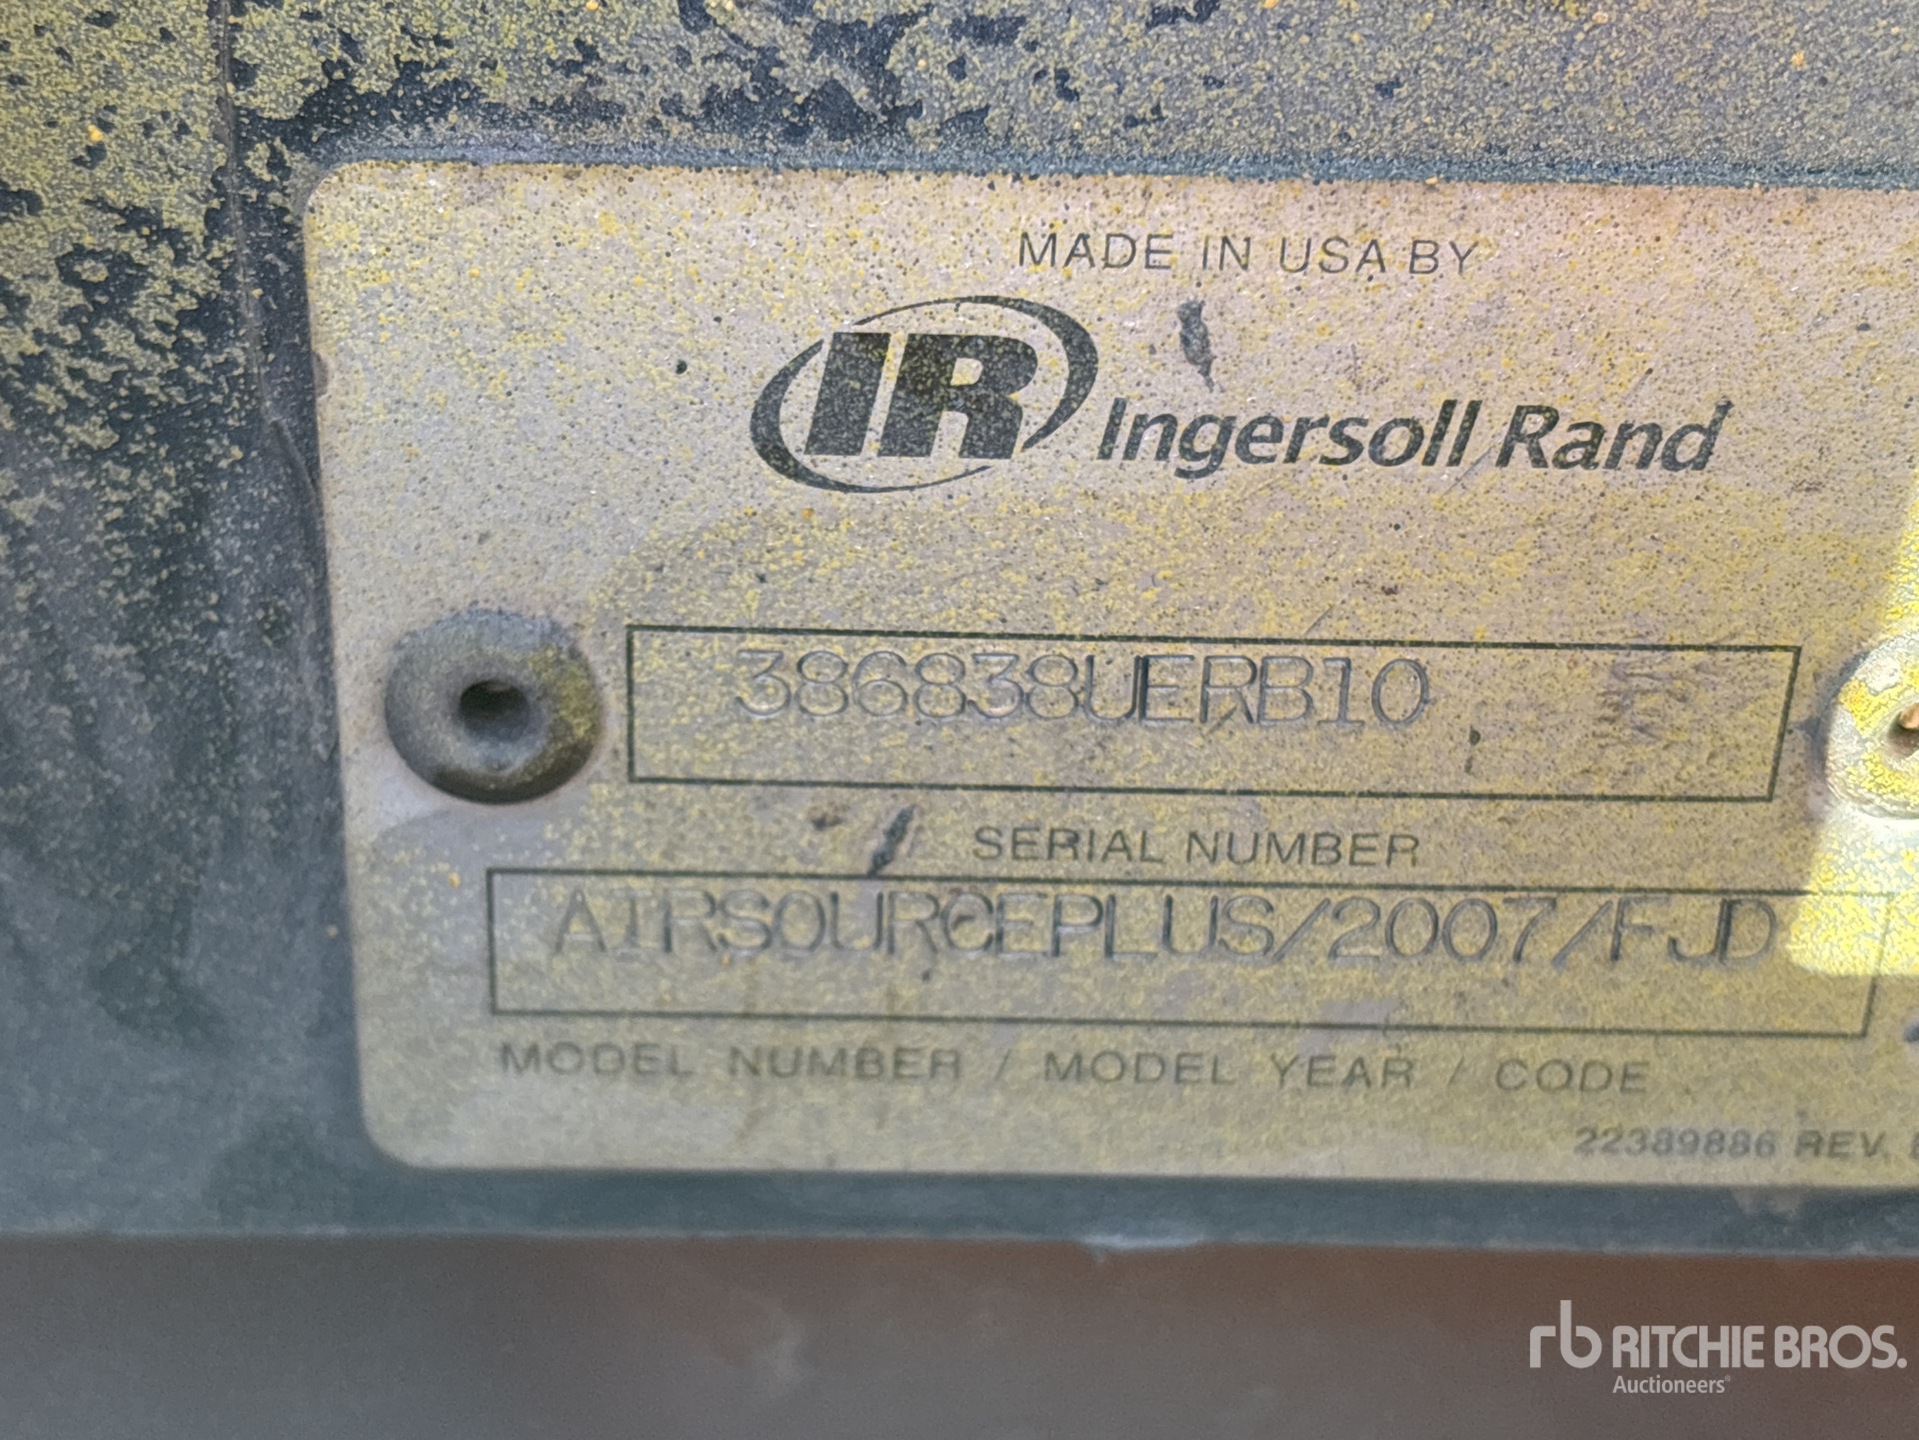 MADE IN USA BY
IR Ingersoll Rand
386838UERB10
SERIAL NUMBER
AIRSOURCEPLUS/2007/FJD
MODEL NUMBER / MODEL YEAR / CODE
22389886 REV.
rb RITCHIE BROS.
Auctioneers®